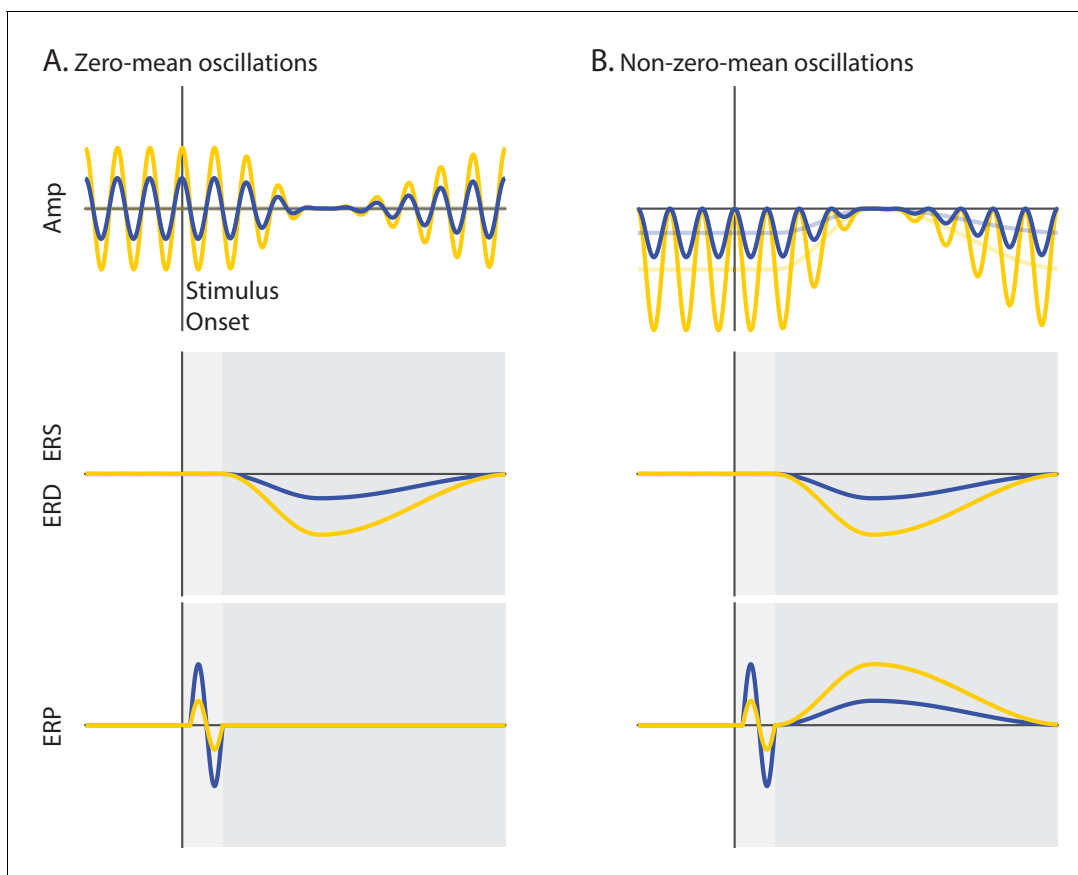 A. Zero-mean oscillations
B. Non-zero-mean oscillations
Amp
Stimulus
Onset
ERS
ERD
ERP